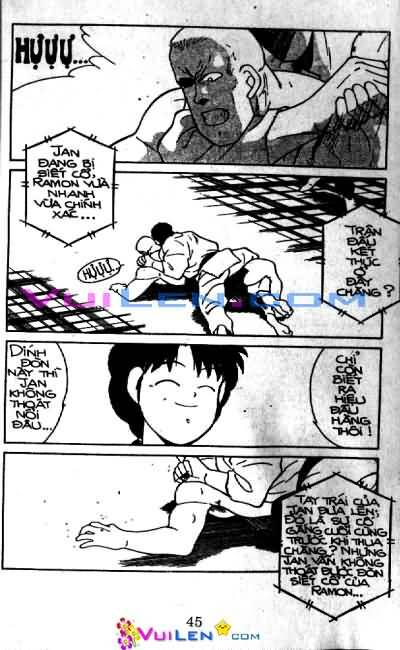 HỰỰỰ...
JAN
ĐANG BỊ
SIẾT CỔ,
RAMON VỪA
NHANH
VỪA CHÍNH
XÁC...
TRẬN
ĐẤU
KẾT
THÚC
Ở
ĐÂY
CHĂNG?
HỰỰỰ...
VUILEN.COM
CHỈ
CÒN
BIẾT
RA
HIỆU
ĐẦU
HÀNG
THÔI!
DÍNH
ĐÒN
NÀY THÌ
JAN
KHÔNG
THOÁT
NỔI
ĐÂU...
TAY TRÁI CỦA
JAN ĐƯA LÊN;
ĐÓ LÀ SỰ CỐ
GẮNG CUỐI CÙNG
TRƯỚC KHI THUA
CHĂNG? NHƯNG
JAN VẪN KHÔNG
THOÁT ĐƯỢC ĐÒN
SIẾT CỔ CỦA
RAMON...
45
VUILEN.COM